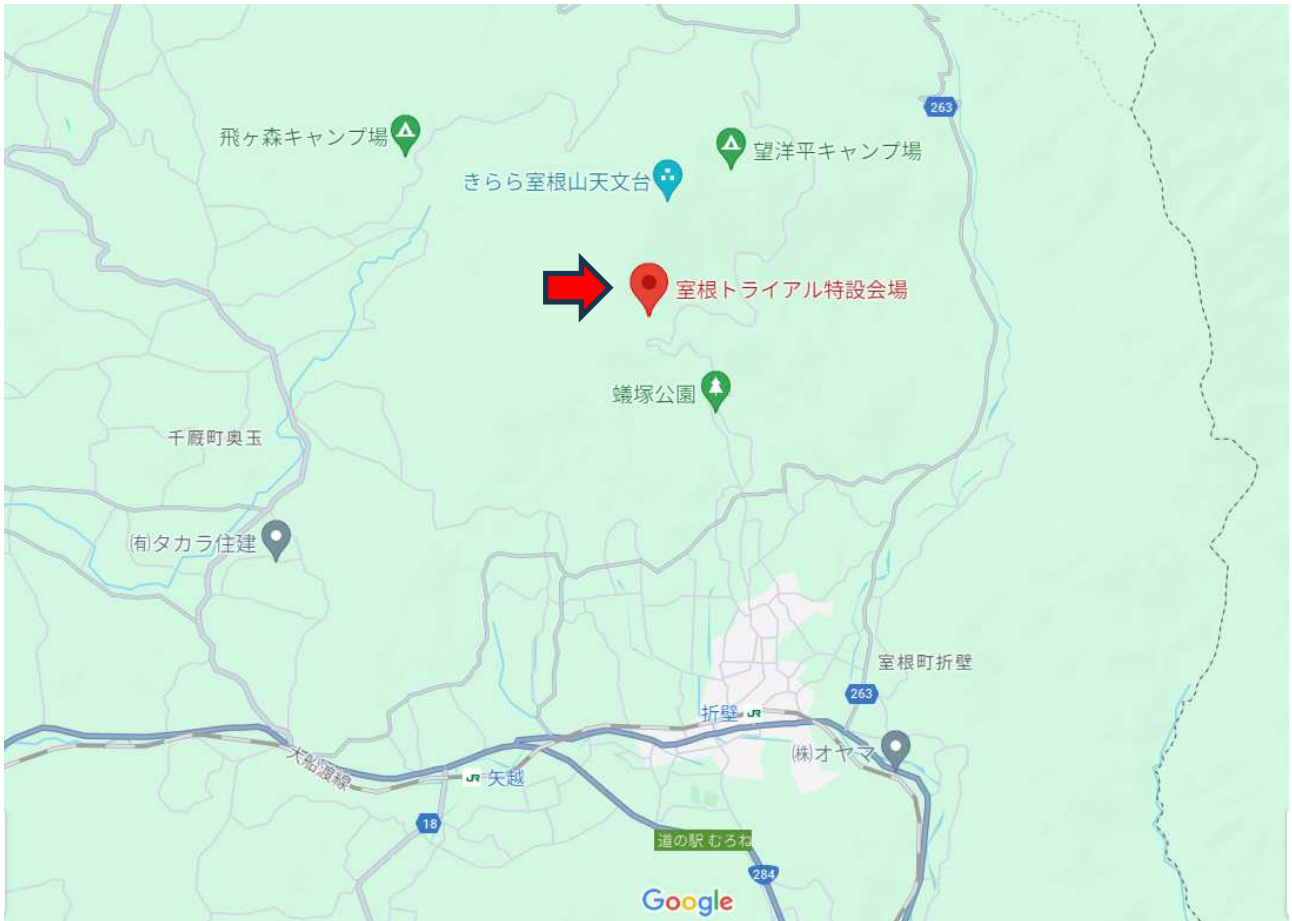 263
飛ヶ森キャンプ場
望洋平キャンプ場
きらら室根山天文台
室根トライアル特設会場
蟻塚公園
千厩町奥玉
㈲タカラ住建
室根町折壁
263
折壁 JR
㈱オヤマ
大船渡線
JR 矢越
18
道の駅 むろね
284
Google